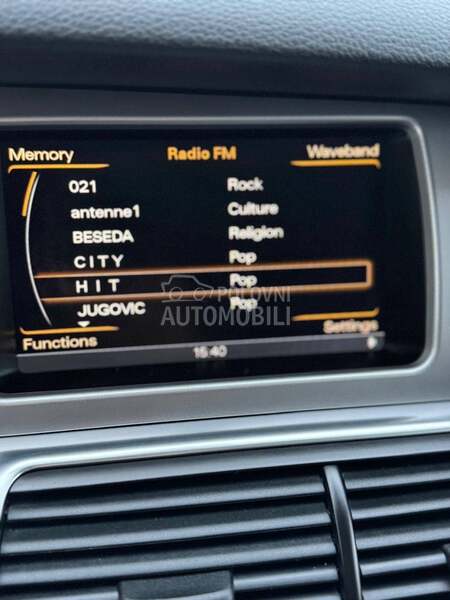 Memory Radio FM Waveband
021 Rock
antenne1 Culture
BESEDA Religion
CITY Pop
HIT Pop
JUGOVIC Pop
POLOVNI
AUTOMOBILI
Functions Settings
15:40